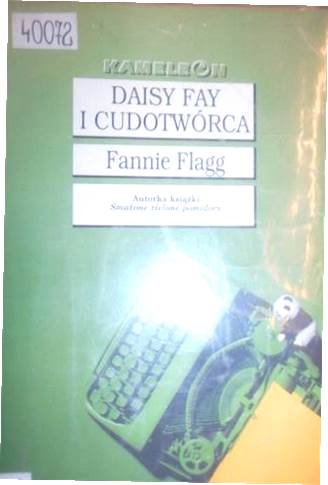 40072
KAMELEON
DAISY FAY
I CUDOTWÓRCA
Fannie Flagg
Autorka książki
Smażone zielone pomidory